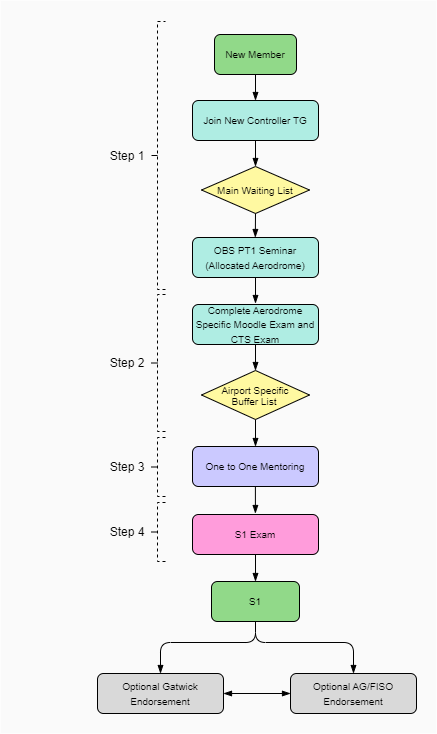 New Member
Step 1
Join New Controller TG
Main Waiting List
OBS PT1 Seminar
(Allocated Aerodrome)
Step 2
Complete Aerodrome
Specific Moodle Exam and
CTS Exam
Airport Specific
Buffer List
Step 3
One to One Mentoring
Step 4
S1 Exam
S1
Optional Gatwick
Endorsement
Optional AG/FISO
Endorsement